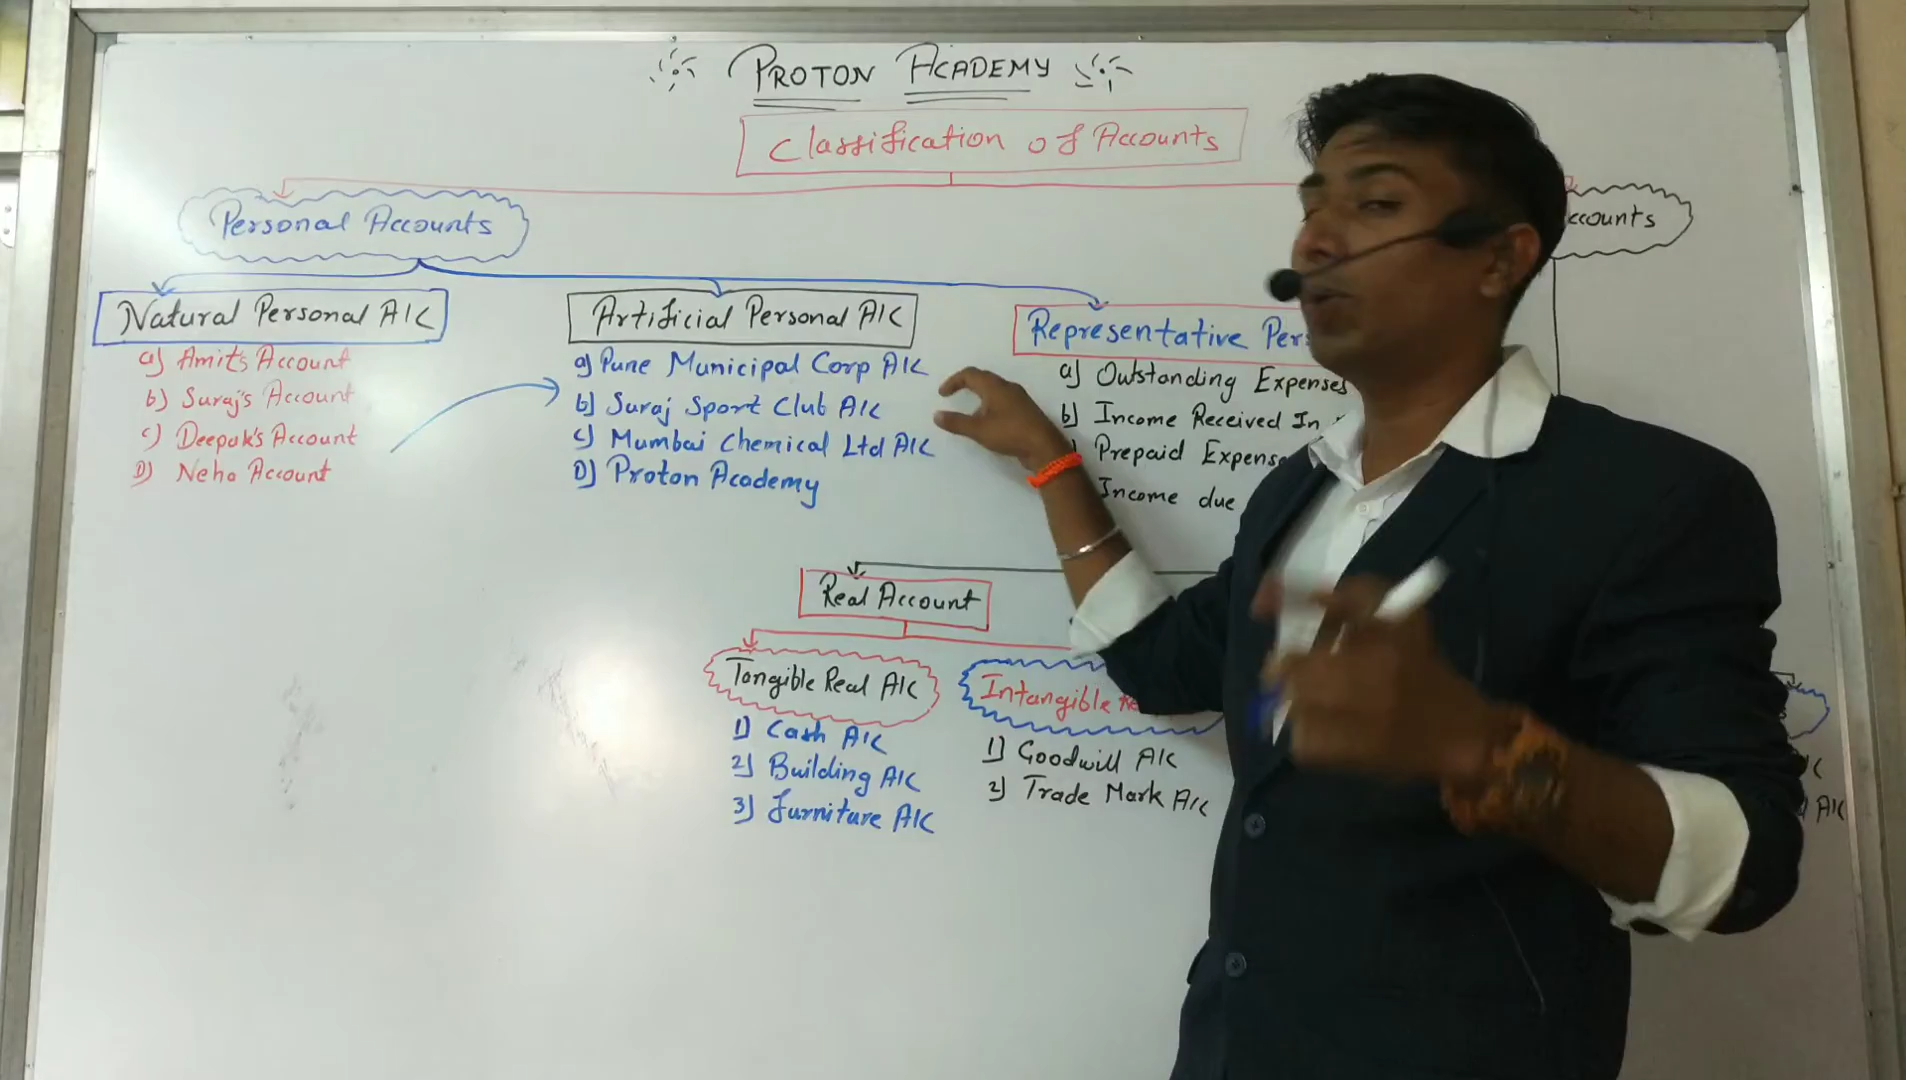 PROTON ACADEMY
Classification of Accounts
Personal Accounts
ccounts
Natural Personal A/C
a) Amit's Account
b) Suraj's Account
c) Deepak's Account
D) Neha Account
Artificial Personal A/C
a) Pune Municipal Corp A/C
b) Suraj Sport Club A/C
c) Mumbai Chemical Ltd A/C
D) Proton Academy
Representative Per
a) Outstanding Expenses
b) Income Received In
Prepaid Expense
Income due
Real Account
Tangible Real A/C
1) Cash A/C
2) Building A/C
3) Furniture A/C
Intangible
1) Goodwill A/C
2) Trade Mark A/C
A/C